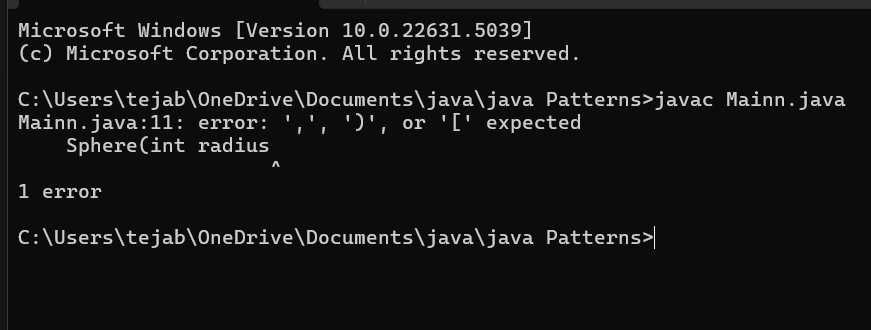 Microsoft Windows [Version 10.0.22631.5039]
(c) Microsoft Corporation. All rights reserved.
C:\Users\tejab\OneDrive\Documents\java\java Patterns>javac Mainn.java
Mainn.java:11: error: ',', ')', or '[' expected
    Sphere(int radius
                     ^
1 error
C:\Users\tejab\OneDrive\Documents\java\java Patterns>